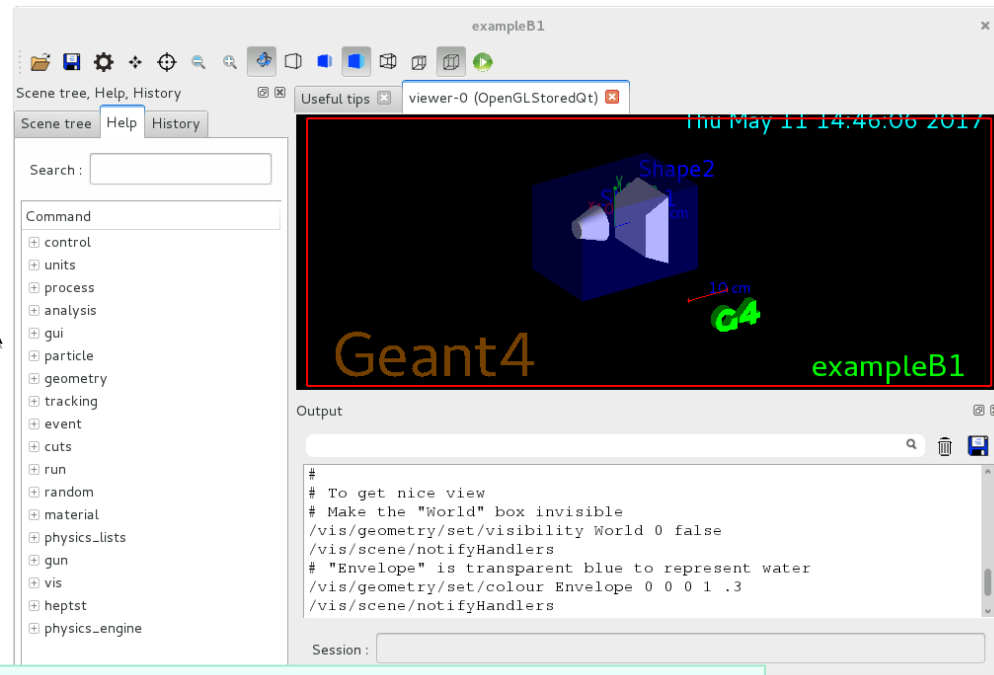 exampleB1
Scene tree, Help, History
Useful tips
viewer-0 (OpenGLStoredQt)
Scene tree
Help
History
Search :
Command
control
units
process
analysis
gui
particle
geometry
tracking
event
cuts
run
random
material
physics_lists
gun
vis
heptst
physics_engine
Thu May 11 14:46:06 2017
Shape2
cm
10 cm
G4
Geant4
exampleB1
Output
#
# To get nice view
# Make the "World" box invisible
/vis/geometry/set/visibility World 0 false
/vis/scene/notifyHandlers
# "Envelope" is transparent blue to represent water
/vis/geometry/set/colour Envelope 0 0 0 1 .3
/vis/scene/notifyHandlers
Session :